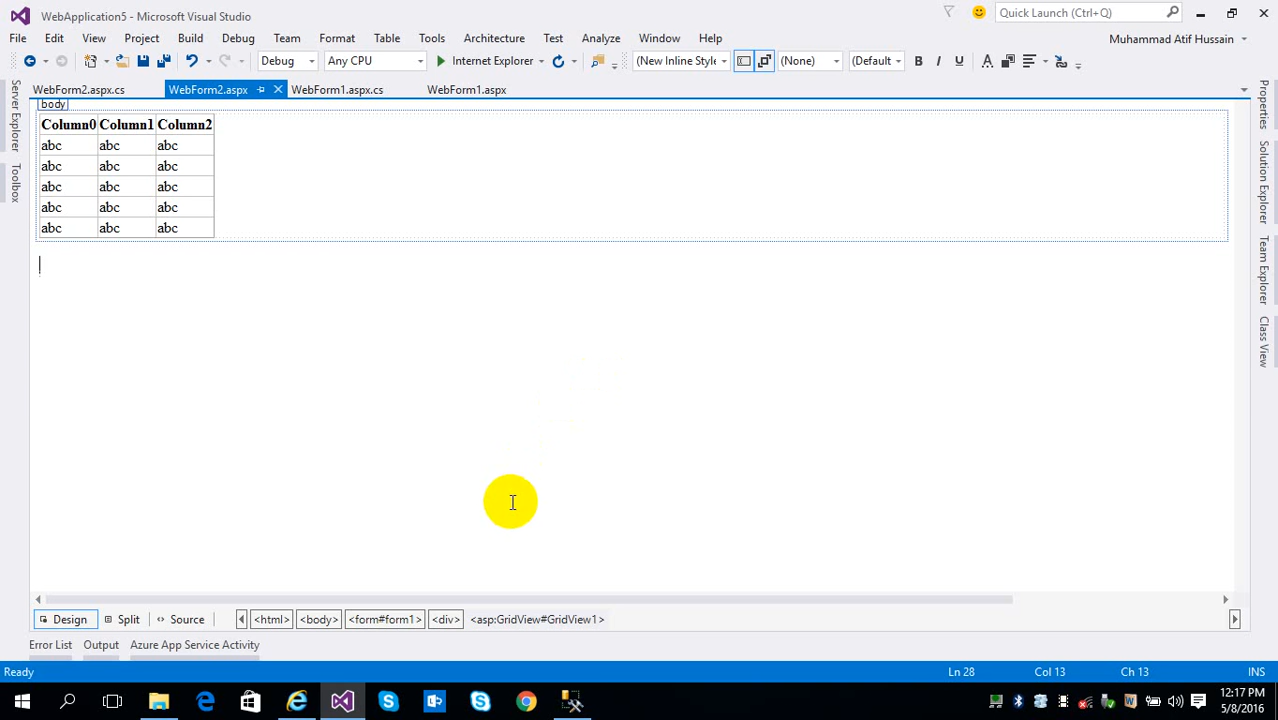 WebApplication5 - Microsoft Visual Studio
Quick Launch (Ctrl+Q)
File Edit View Project Build Debug Team Format Table Tools Architecture Test Analyze Window Help
Muhammad Atif Hussain
Debug Any CPU Internet Explorer (New Inline Style (None) (Default
B I U A
WebForm2.aspx.cs WebForm2.aspx WebForm1.aspx.cs WebForm1.aspx
Server Explorer
Toolbox
body
Column0 Column1 Column2
abc abc abc
abc abc abc
abc abc abc
abc abc abc
abc abc abc
Properties
Solution Explorer
Team Explorer
Class View
Design Split Source <html> <body> <form#form1> <div> <asp:GridView#GridView1>
Error List Output Azure App Service Activity
Ready Ln 28 Col 13 Ch 13 INS
12:17 PM
5/8/2016